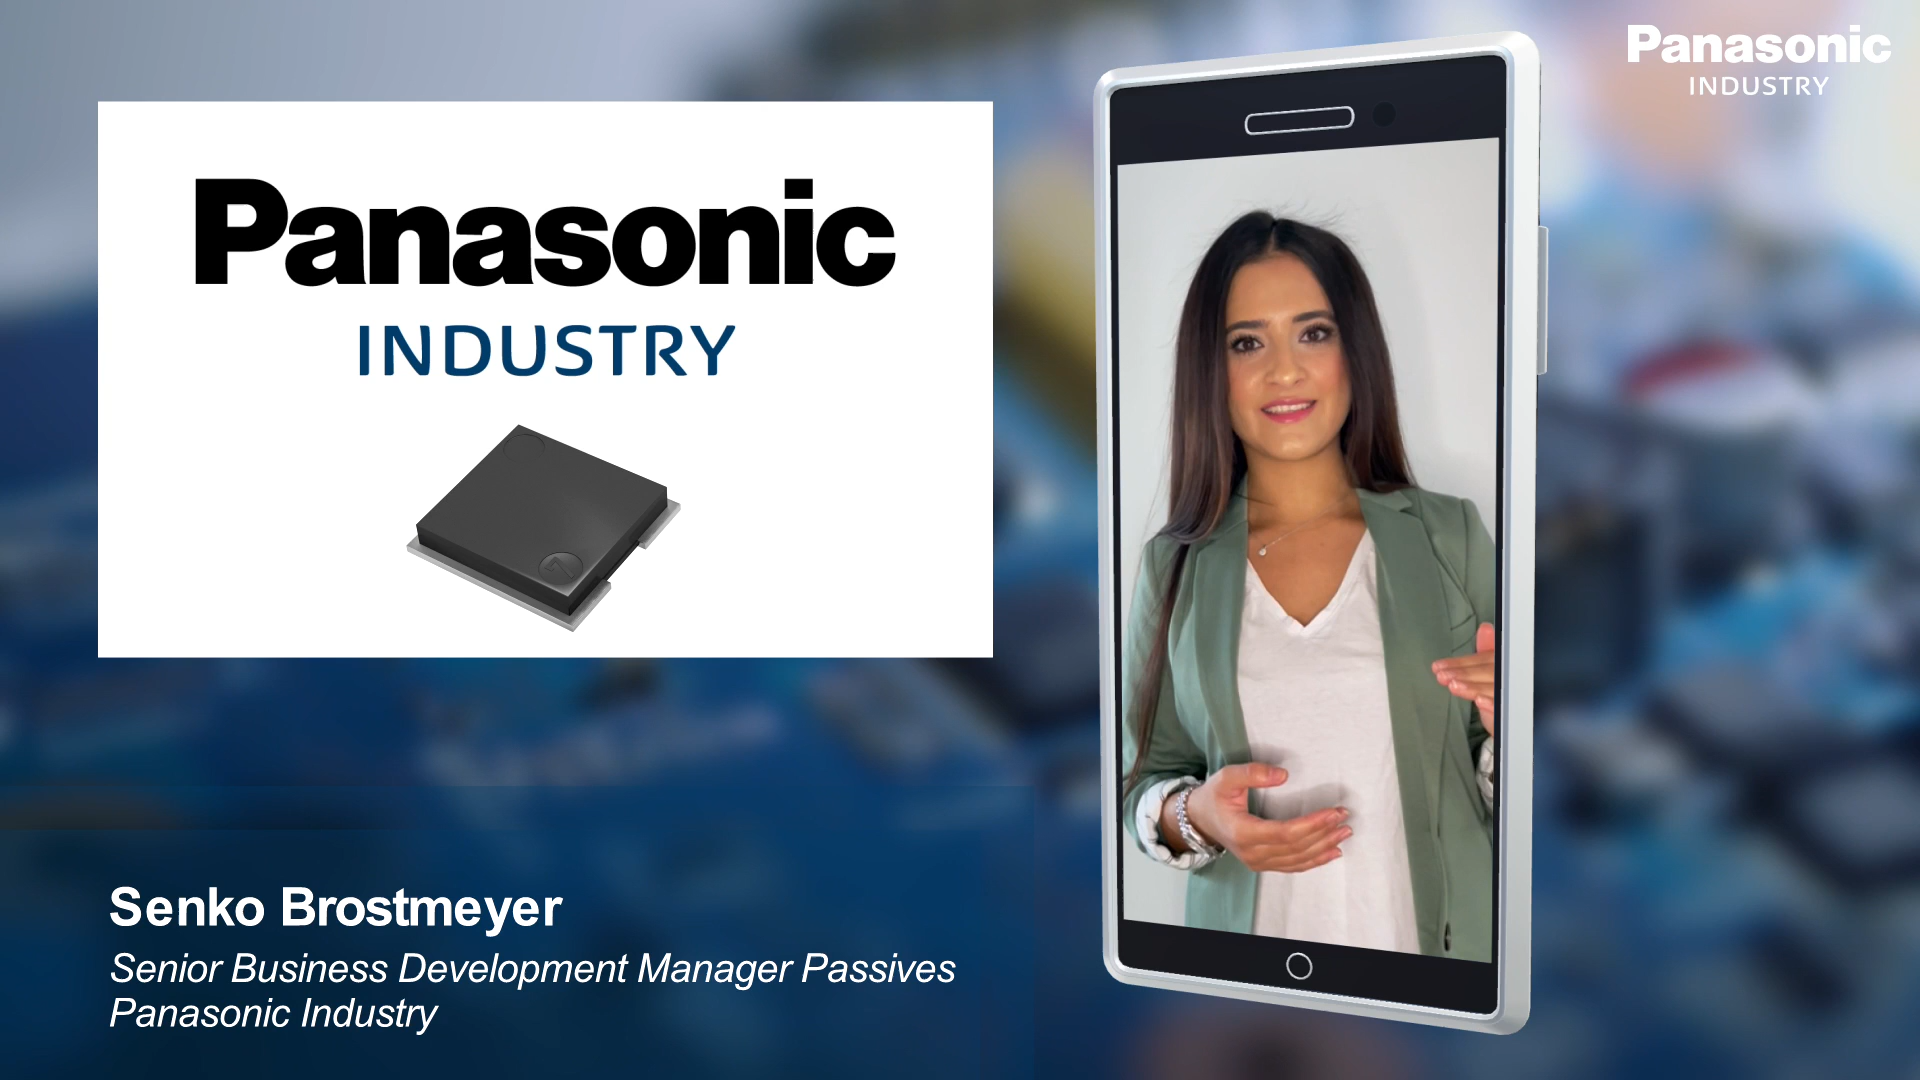 Panasonic
INDUSTRY
Panasonic
INDUSTRY
Senko Brostmeyer
Senior Business Development Manager Passives
Panasonic Industry